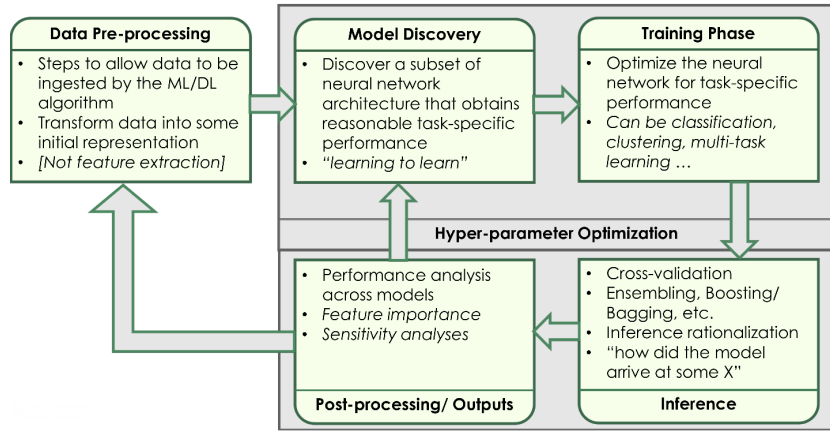 Data Pre-processing
• Steps to allow data to be
ingested by the ML/DL
algorithm
• Transform data into some
initial representation
• [Not feature extraction]
Model Discovery
• Discover a subset of
neural network
architecture that obtains
reasonable task-specific
performance
• “learning to learn”
Training Phase
• Optimize the neural
network for task-specific
performance
• Can be classification,
clustering, multi-task
learning …
Hyper-parameter Optimization
• Performance analysis
across models
• Feature importance
• Sensitivity analyses
Post-processing/ Outputs
• Cross-validation
• Ensembling, Boosting/
Bagging, etc.
• Inference rationalization
• “how did the model
arrive at some X”
Inference